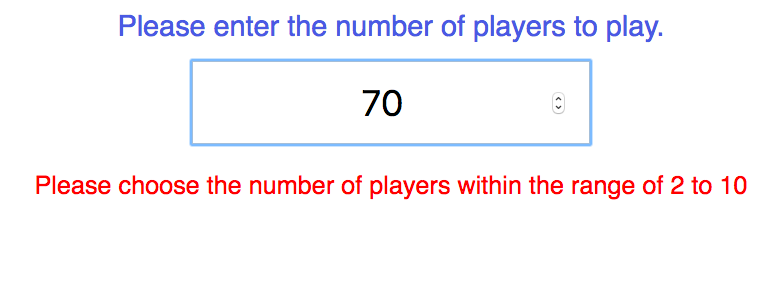 Please enter the number of players to play.
70
Please choose the number of players within the range of 2 to 10